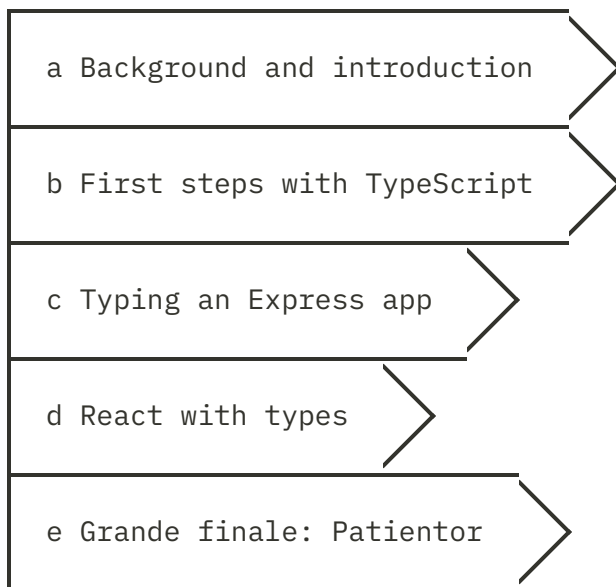 a Background and introduction
b First steps with TypeScript
c Typing an Express app
d React with types
e Grande finale: Patientor